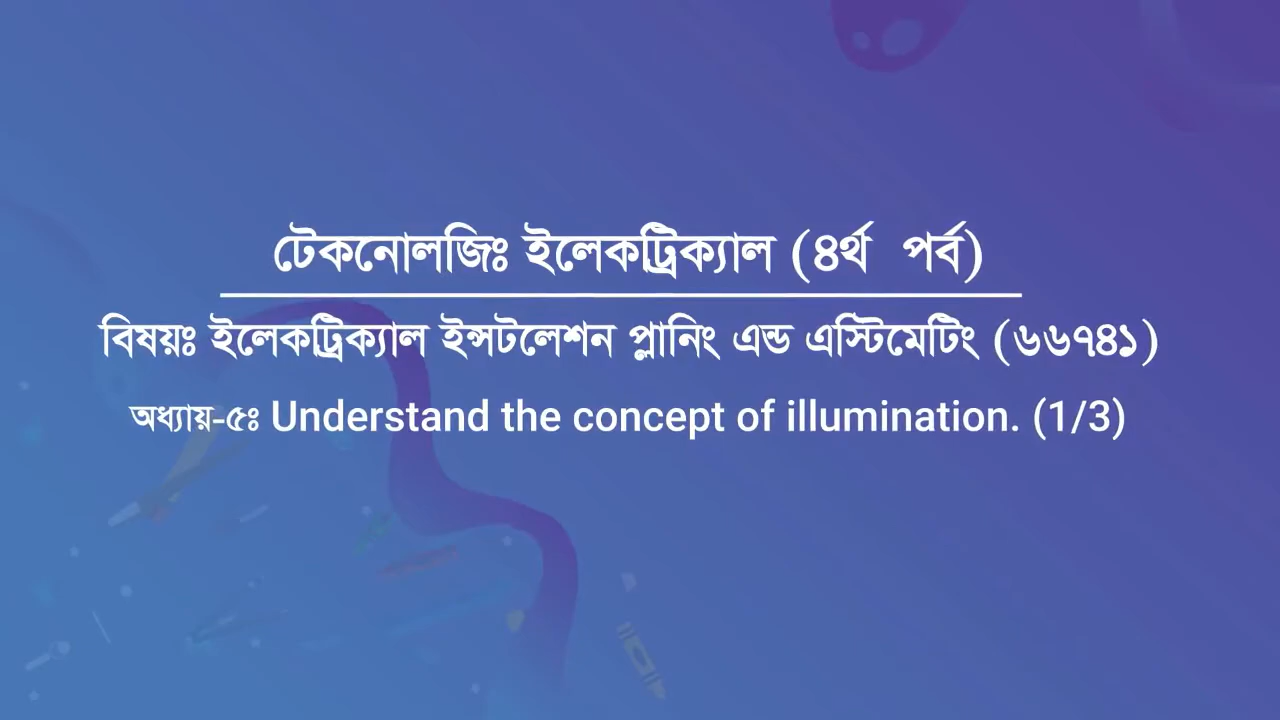 টেকনোলজিঃ ইলেকট্রিক্যাল (৪র্থ পর্ব)
বিষয়ঃ ইলেকট্রিক্যাল ইন্সটলেশন প্লানিং এন্ড এস্টিমেটিং (৬৬৭৪১)
অধ্যায়-৫ঃ Understand the concept of illumination. (1/3)